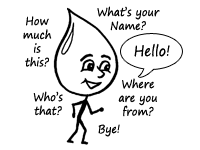 What's your
Name?
How
much
is
this?
Hello!
Who's
that?
Where
are you
from?
Bye!